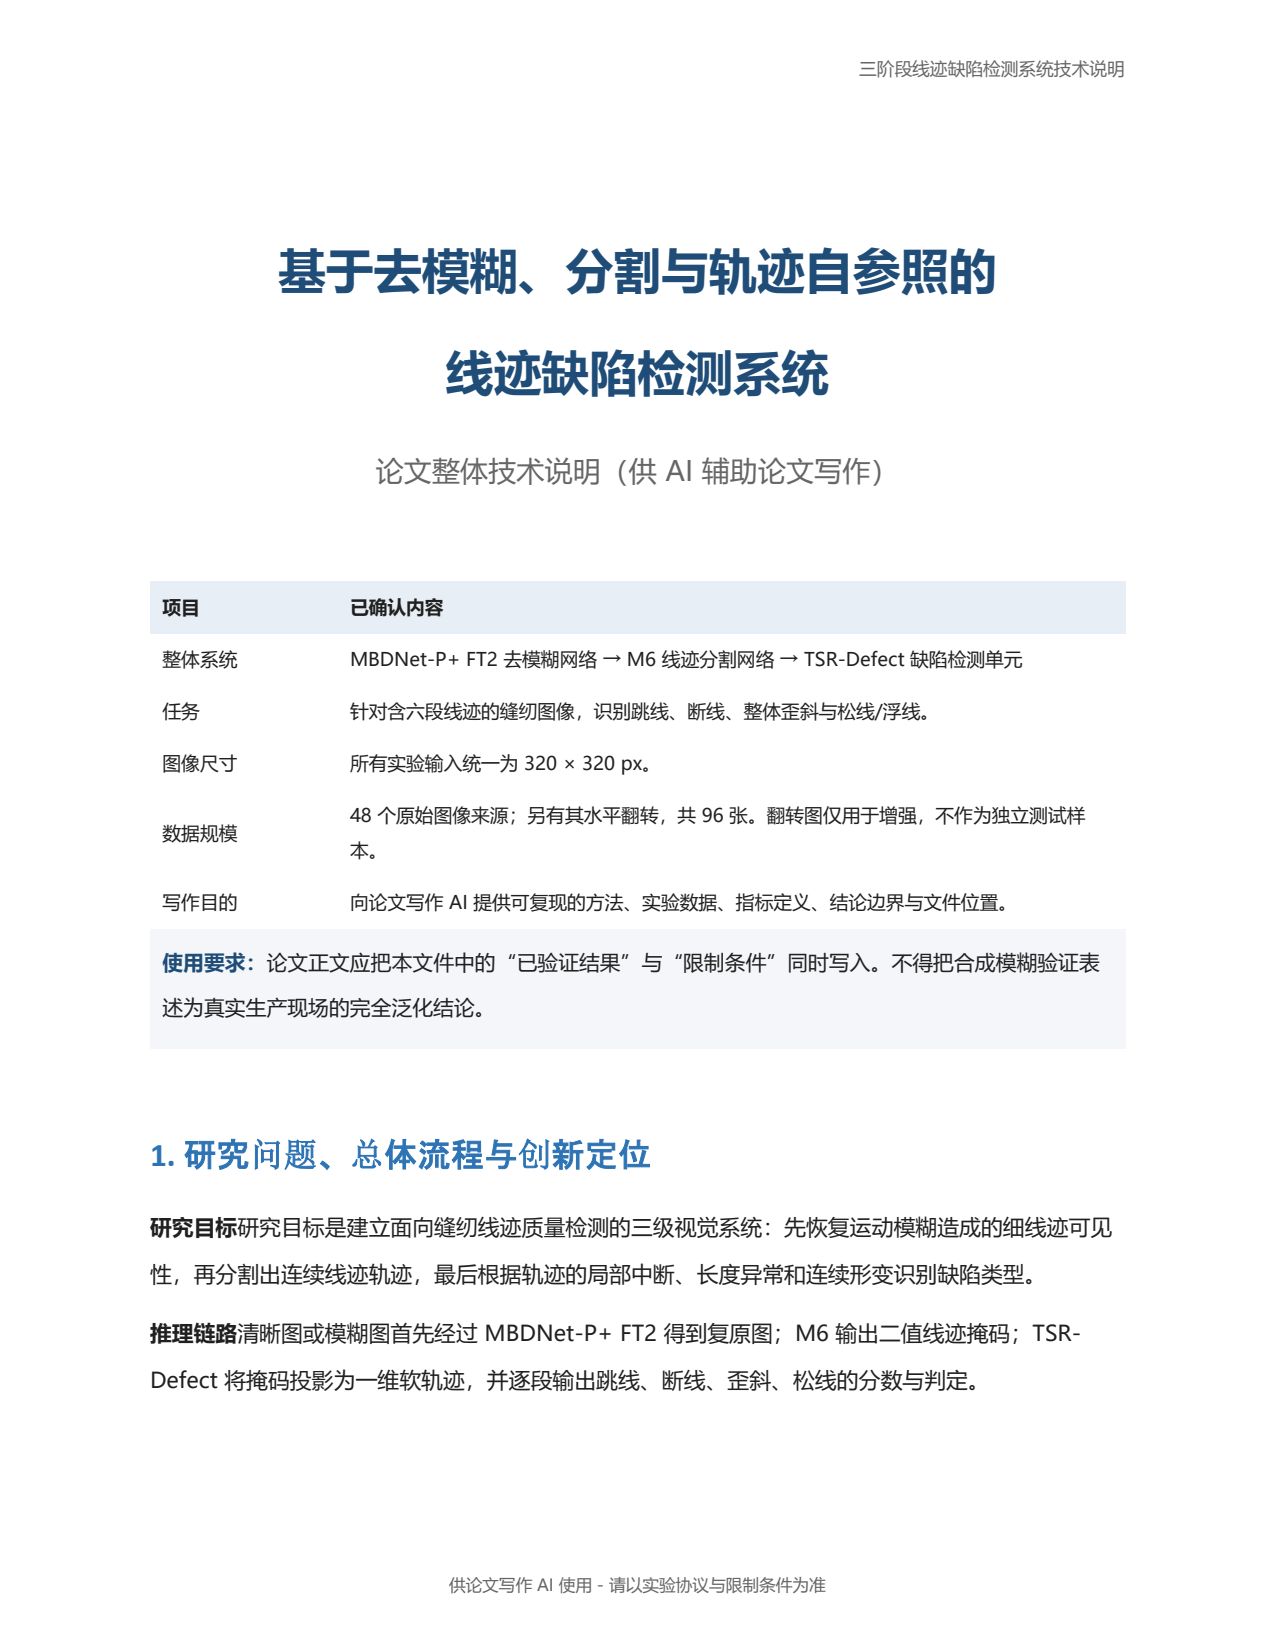 三阶段线迹缺陷检测系统技术说明
基于去模糊、分割与轨迹自参照的
线迹缺陷检测系统
论文整体技术说明（供 AI 辅助论文写作）
项目 已确认内容
整体系统 MBDNet-P+ FT2 去模糊网络 → M6 线迹分割网络 → TSR-Defect 缺陷检测单元
任务 针对含六段线迹的缝纫图像，识别跳线、断线、整体歪斜与松线/浮线。
图像尺寸 所有实验输入统一为 320 × 320 px。
数据规模 48 个原始图像来源；另有其水平翻转，共 96 张。翻转图仅用于增强，不作为独立测试样
本。
写作目的 向论文写作 AI 提供可复现的方法、实验数据、指标定义、结论边界与文件位置。
使用要求：论文正文应把本文件中的“已验证结果”与“限制条件”同时写入。不得把合成模糊验证表
述为真实生产现场的完全泛化结论。
1. 研究问题、总体流程与创新定位
研究目标研究目标是建立面向缝纫线迹质量检测的三级视觉系统：先恢复运动模糊造成的细线迹可见
性，再分割出连续线迹轨迹，最后根据轨迹的局部中断、长度异常和连续形变识别缺陷类型。
推理链路清晰图或模糊图首先经过 MBDNet-P+ FT2 得到复原图；M6 输出二值线迹掩码；TSR-
Defect 将掩码投影为一维软轨迹，并逐段输出跳线、断线、歪斜、松线的分数与判定。
供论文写作 AI 使用 - 请以实验协议与限制条件为准